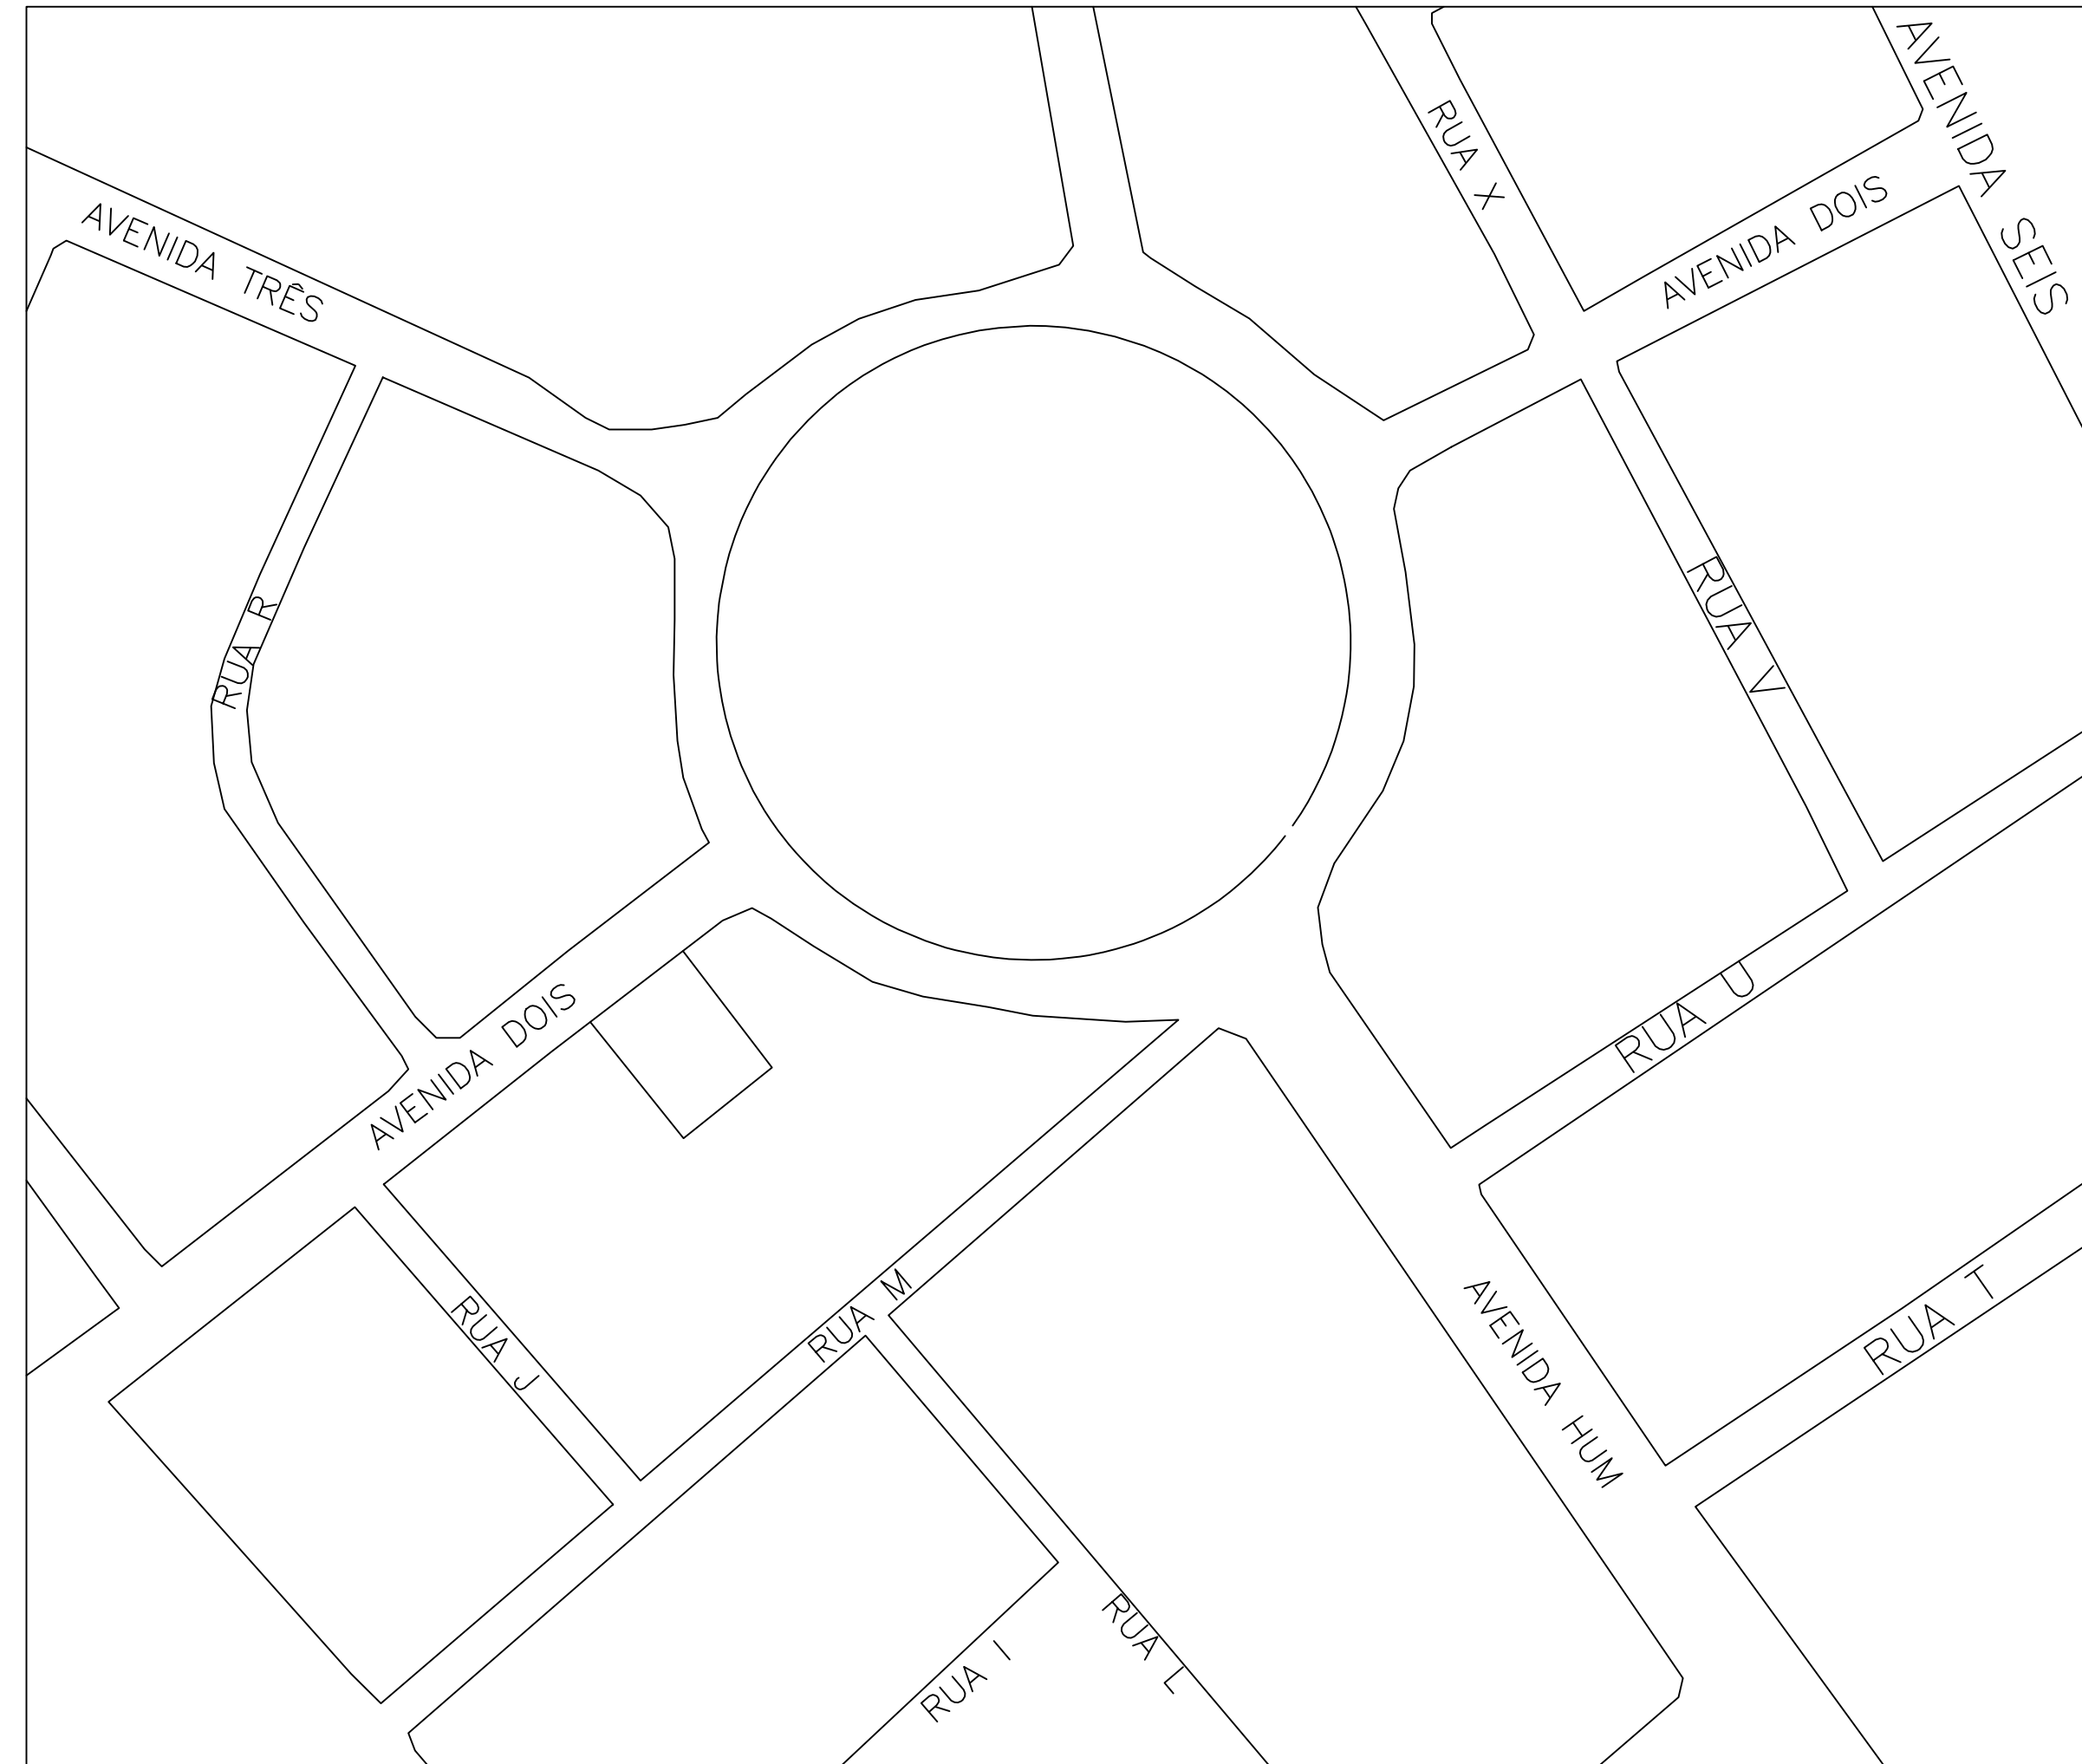 AVENIDA SEIS
RUA X
AVENIDA DOIS
AVENIDA TRÊS
RUA R
RUA V
AVENIDA DOIS
RUA U
RUA M
RUA J
AVENIDA HUM
RUA T
RUA L
RUA I